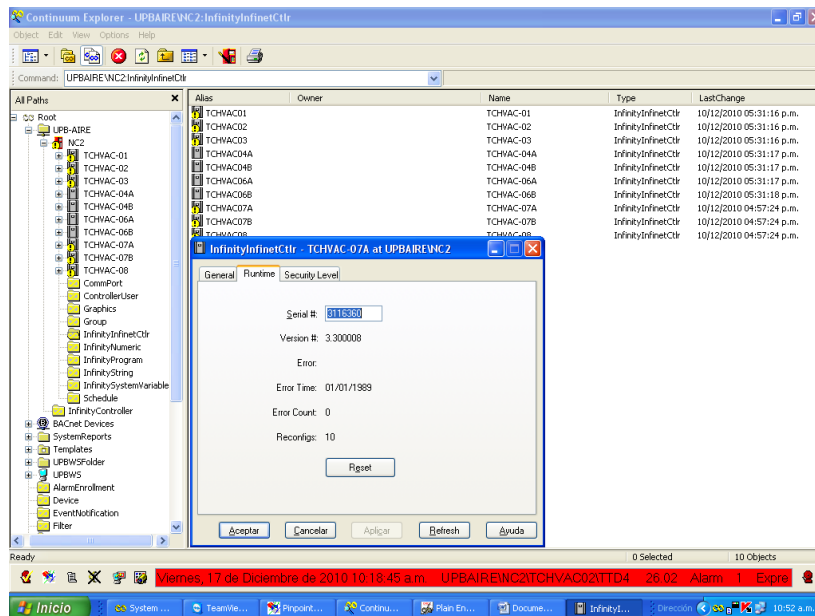 Continuum Explorer - UPBAIRE\NC2:InfinityInfinetCtlr
Object Edit View Options Help
Command: UPBAIRE\NC2:InfinityInfinetCtlr
All Paths
Root
UPB-AIRE
NC2
TCHVAC-01
TCHVAC-02
TCHVAC-03
TCHVAC-04A
TCHVAC-04B
TCHVAC-06A
TCHVAC-06B
TCHVAC-07A
TCHVAC-07B
TCHVAC-08
CommPort
ControllerUser
Graphics
Group
InfinityInfinetCtlr
InfinityNumeric
InfinityProgram
InfinityString
InfinitySystemVariable
Schedule
InfinityController
BACnet Devices
SystemReports
Templates
UPBWSFolder
UPBWS
AlarmEnrollment
Device
EventNotification
Filter
Alias Owner Name Type LastChange
TCHVAC01 TCHVAC-01 InfinityInfinetCtlr 10/12/2010 05:31:16 p.m.
TCHVAC02 TCHVAC-02 InfinityInfinetCtlr 10/12/2010 05:31:16 p.m.
TCHVAC03 TCHVAC-03 InfinityInfinetCtlr 10/12/2010 05:31:16 p.m.
TCHVAC04A TCHVAC-04A InfinityInfinetCtlr 10/12/2010 05:31:17 p.m.
TCHVAC04B TCHVAC-04B InfinityInfinetCtlr 10/12/2010 05:31:17 p.m.
TCHVAC06A TCHVAC-06A InfinityInfinetCtlr 10/12/2010 05:31:17 p.m.
TCHVAC06B TCHVAC-06B InfinityInfinetCtlr 10/12/2010 05:31:18 p.m.
TCHVAC07A TCHVAC-07A InfinityInfinetCtlr 10/12/2010 04:57:24 p.m.
TCHVAC07B TCHVAC-07B InfinityInfinetCtlr 10/12/2010 04:57:24 p.m.
TCHVAC08 TCHVAC-08 InfinityInfinetCtlr 10/12/2010 04:57:24 p.m.
InfinityInfinetCtlr - TCHVAC-07A at UPBAIRE\NC2
General Runtime Security Level
Serial #: 3116360
Version #: 3.300008
Error:
Error Time: 01/01/1989
Error Count: 0
Reconfigs: 10
Reset
Aceptar Cancelar Aplicar Refresh Ayuda
Ready 0 Selected 10 Objects
Viernes, 17 de Diciembre de 2010 10:18:45 a.m. UPBAIRE\NC2\TCHVAC02\TTD4 26.02 Alarm 1 Expre
Inicio System ... TeamVie... Pinpoint... Continu... Plain En... Docume... InfinityI... Dirección 10:52 a.m.